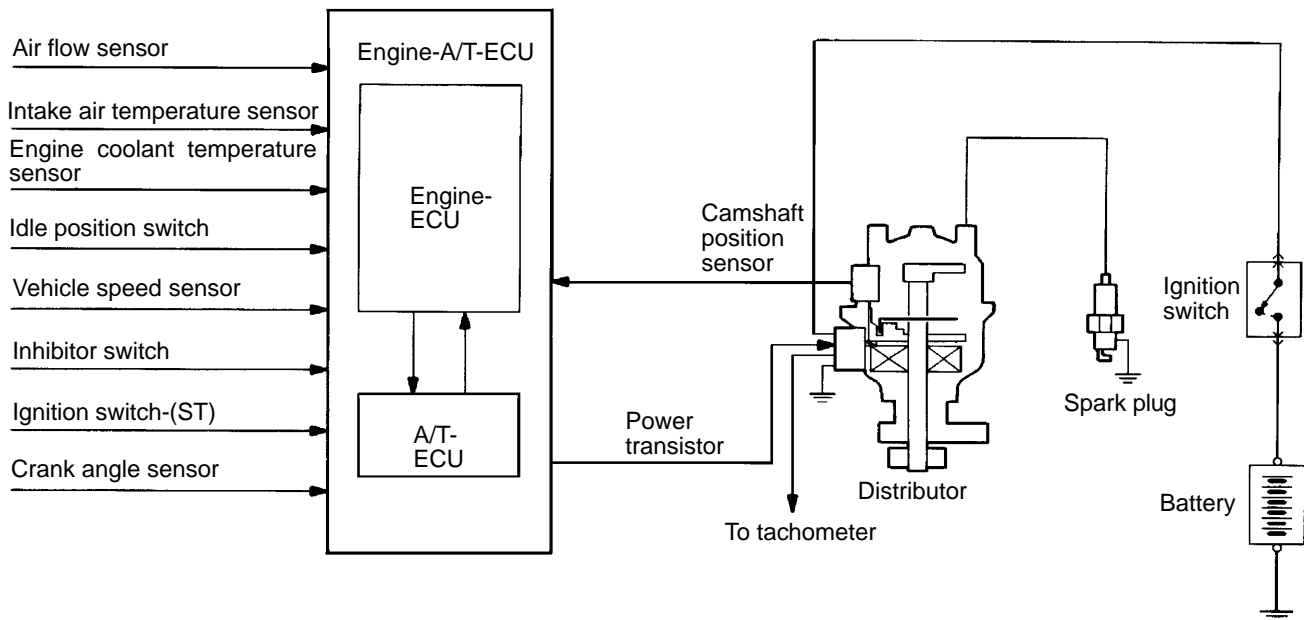 Air flow sensor
Intake air temperature sensor
Engine coolant temperature
sensor
Idle position switch
Vehicle speed sensor
Inhibitor switch
Ignition switch-(ST)
Crank angle sensor
Engine-A/T-ECU
Engine-
ECU
A/T-
ECU
Camshaft
position
sensor
Power
transistor
To tachometer
Distributor
Spark plug
Ignition
switch
Battery